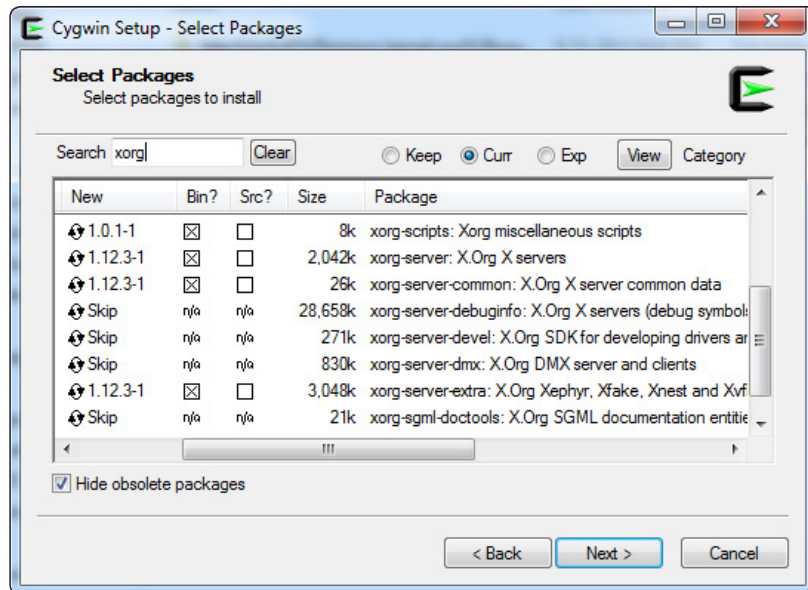 Cygwin Setup - Select Packages
Select Packages
Select packages to install
Search xorg Clear Keep Curr Exp View Category
New Bin? Src? Size Package
1.0.1-1 8k xorg-scripts: Xorg miscellaneous scripts
1.12.3-1 2,042k xorg-server: X.Org X servers
1.12.3-1 26k xorg-server-common: X.Org X server common data
Skip n/a n/a 28,658k xorg-server-debuginfo: X.Org X servers (debug symbols
Skip n/a n/a 271k xorg-server-devel: X.Org SDK for developing drivers ar
Skip n/a n/a 830k xorg-server-dmx: X.Org DMX server and clients
1.12.3-1 3,048k xorg-server-extra: X.Org Xephyr, Xfake, Xnest and Xvf
Skip n/a n/a 21k xorg-sgml-doctools: X.Org SGML documentation entitie
Hide obsolete packages
< Back Next > Cancel